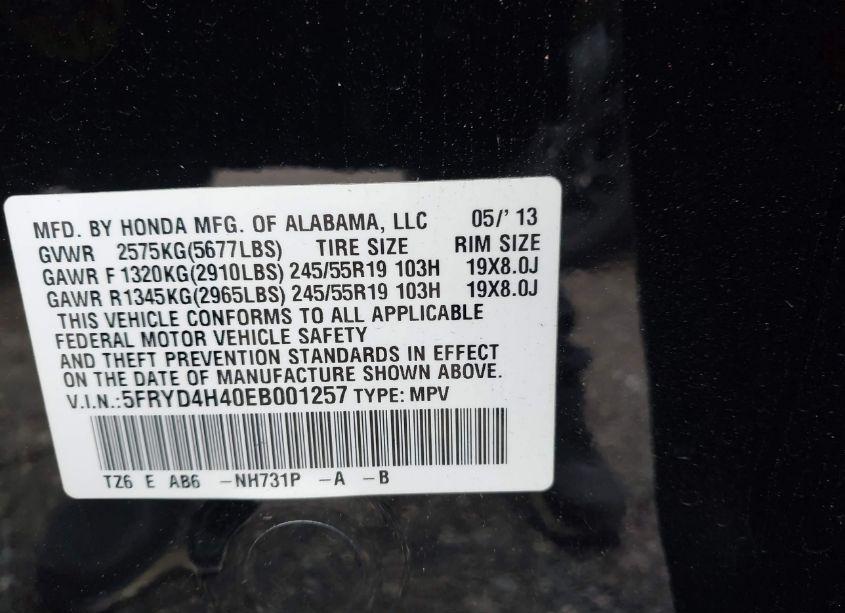 MFD. BY HONDA MFG. OF ALABAMA, LLC 05/' 13
GVWR 2575KG(5677LBS) TIRE SIZE RIM SIZE
GAWR F1320KG(2910LBS) 245/55R19 103H 19X8.0J
GAWR R1345KG(2965LBS) 245/55R19 103H 19X8.0J
THIS VEHICLE CONFORMS TO ALL APPLICABLE
FEDERAL MOTOR VEHICLE SAFETY
AND THEFT PREVENTION STANDARDS IN EFFECT
ON THE DATE OF MANUFACTURE SHOWN ABOVE.
V.I.N.:5FRYD4H40EB001257 TYPE: MPV
TZ6 E AB6 -NH731P -A -B